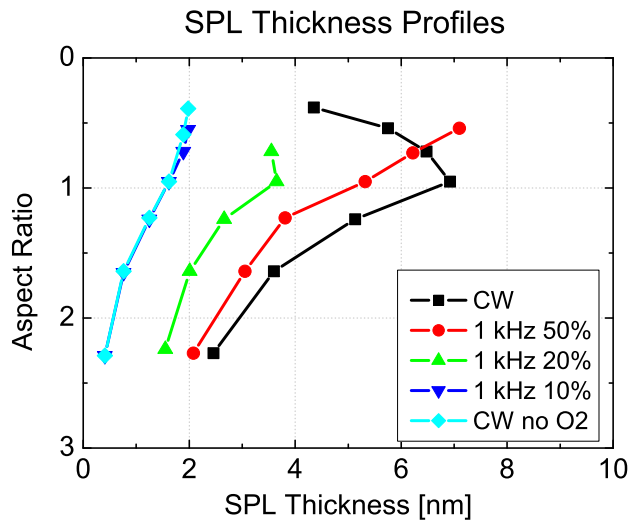 SPL Thickness Profiles
0
1
2
3
Aspect Ratio
CW
1 kHz 50%
1 kHz 20%
1 kHz 10%
CW no O2
0 2 4 6 8 10
SPL Thickness [nm]